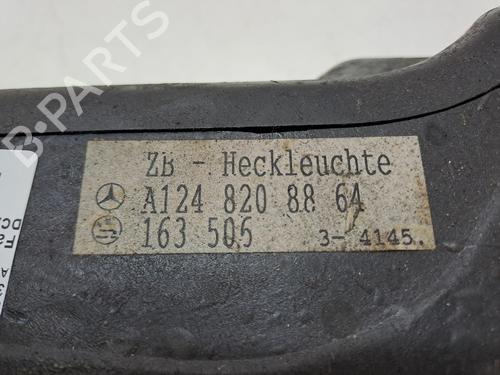 B-PARTS
ZB - Heckleuchte
A124 820 88 64
163 505 3- 4145.